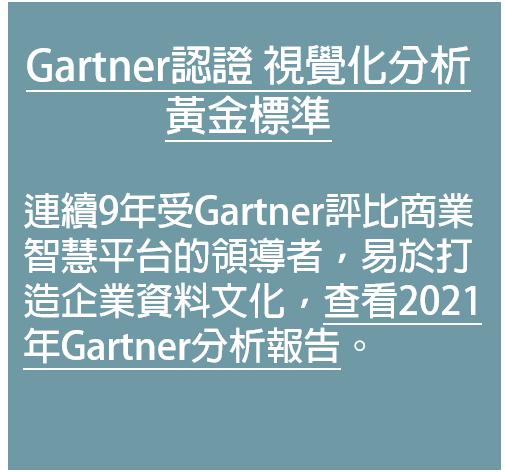 Gartner認證 視覺化分析
黃金標準
連續9年受Gartner評比商業
智慧平台的領導者，易於打
造企業資料文化，查看2021
年Gartner分析報告。